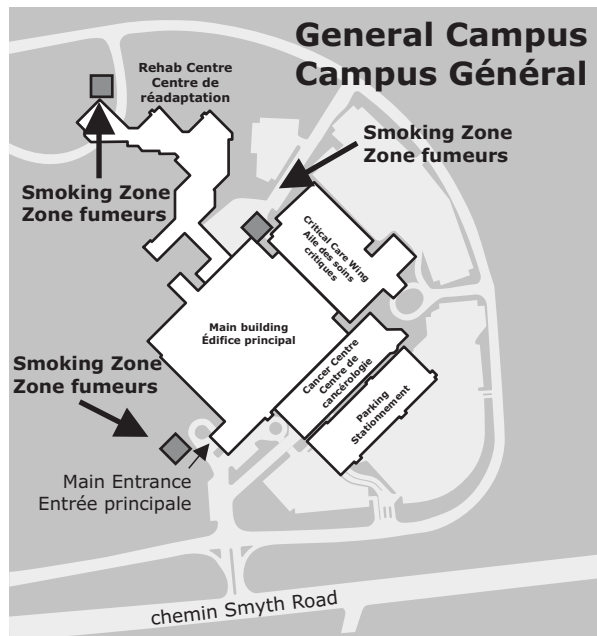 General Campus
Campus Général
Rehab Centre
Centre de
réadaptation
Smoking Zone
Zone fumeurs
Smoking Zone
Zone fumeurs
Critical Care Wing
Aile des soins
critiques
Main building
Édifice principal
Smoking Zone
Zone fumeurs
Cancer Centre
Centre de
cancérologie
Parking
Stationnement
Main Entrance
Entrée principale
chemin Smyth Road